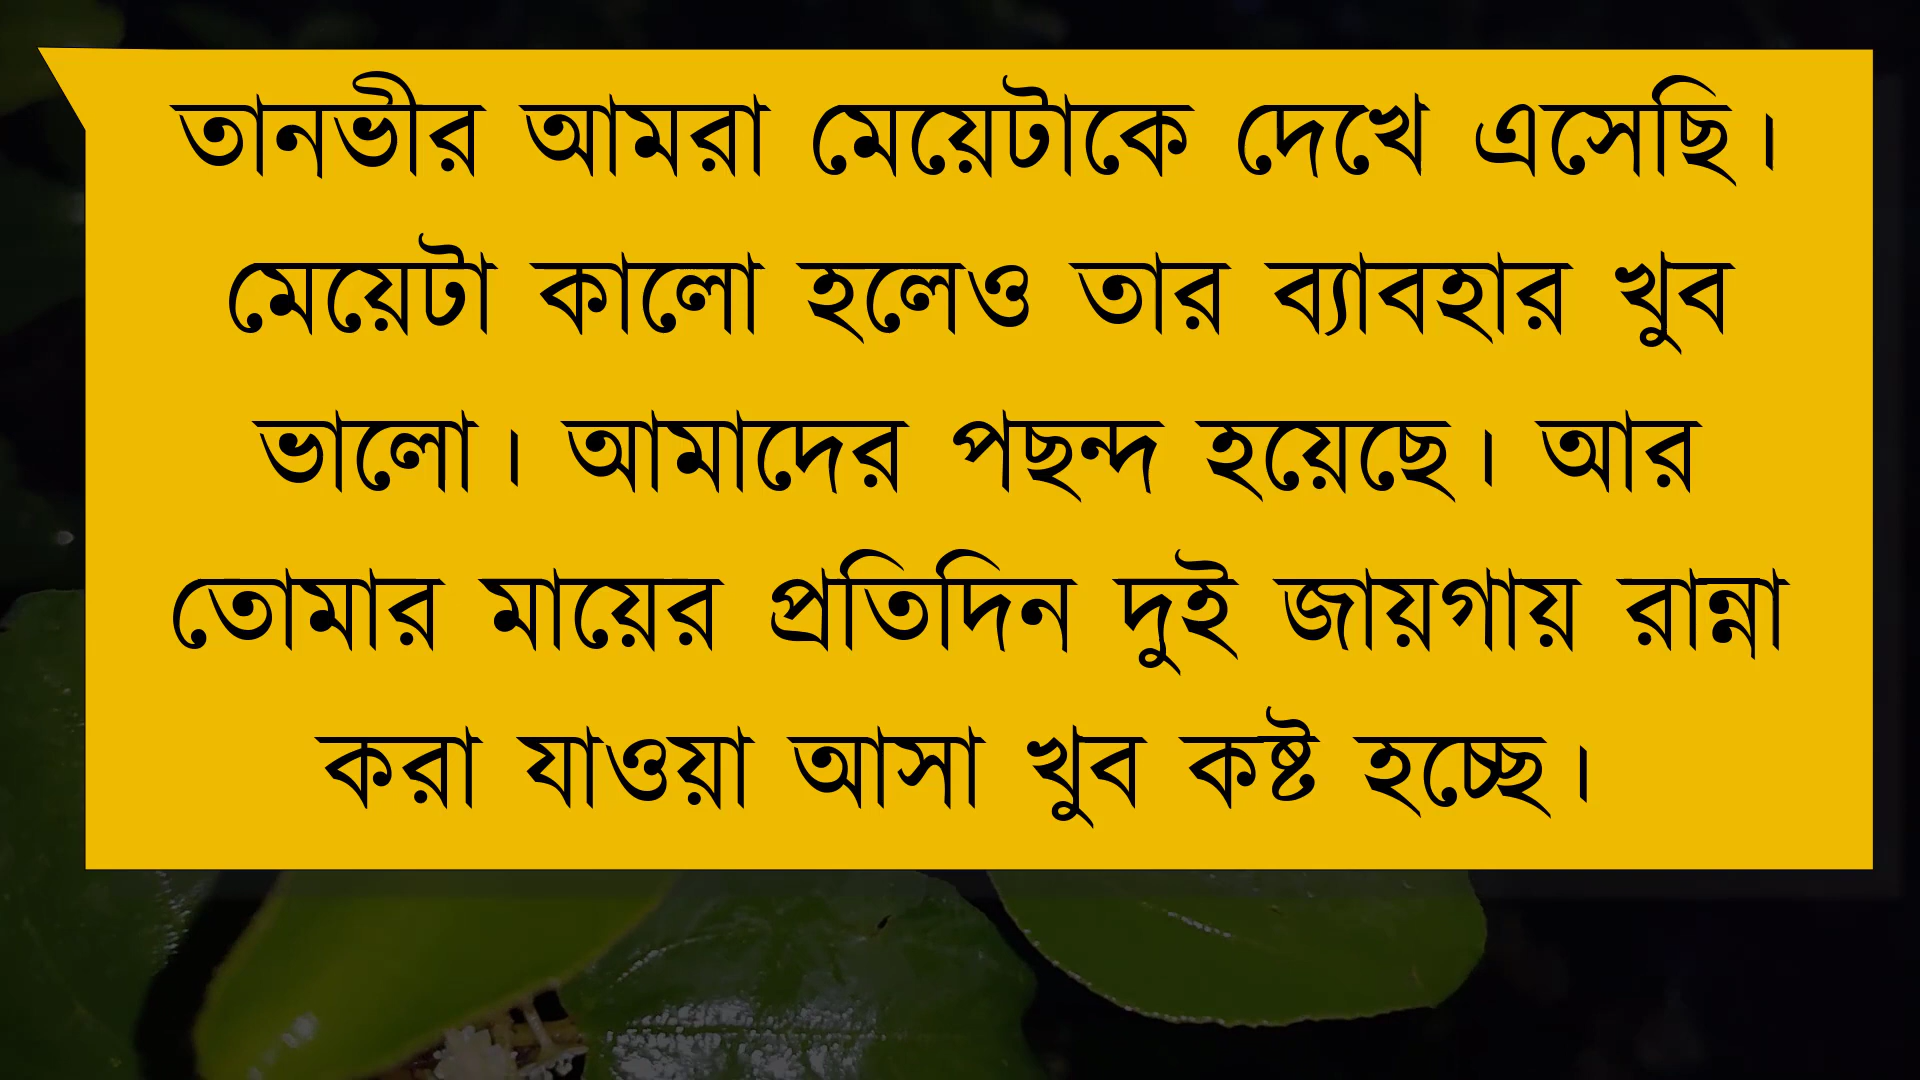 তানভীর আমরা মেয়েটাকে দেখে এসেছি।
মেয়েটা কালো হলেও তার ব্যাবহার খুব
ভালো। আমাদের পছন্দ হয়েছে। আর
তোমার মায়ের প্রতিদিন দুই জায়গায় রান্না
করা যাওয়া আসা খুব কষ্ট হচ্ছে।